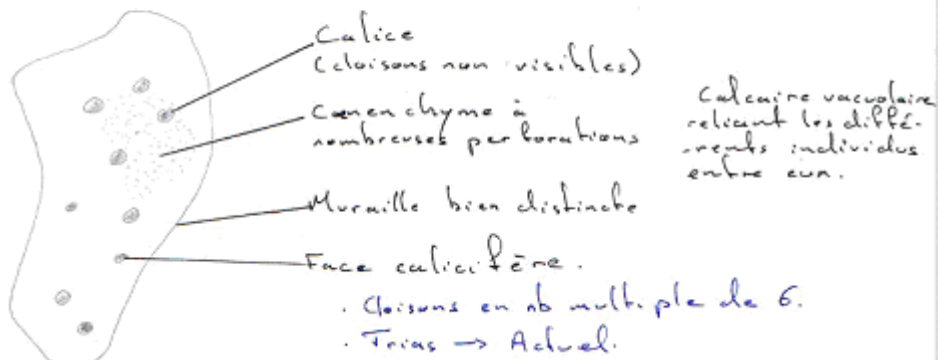 Calice
(cloisons non visibles)
Cœnenchyme à
nombreuses perforations
Calcaire vacuolaire
reliant les diffé-
-rents individus
entre eux.
Muraille bien distincte
Face calicifère.
. Cloisons en nb multiple de 6.
. Trias → Actuel.